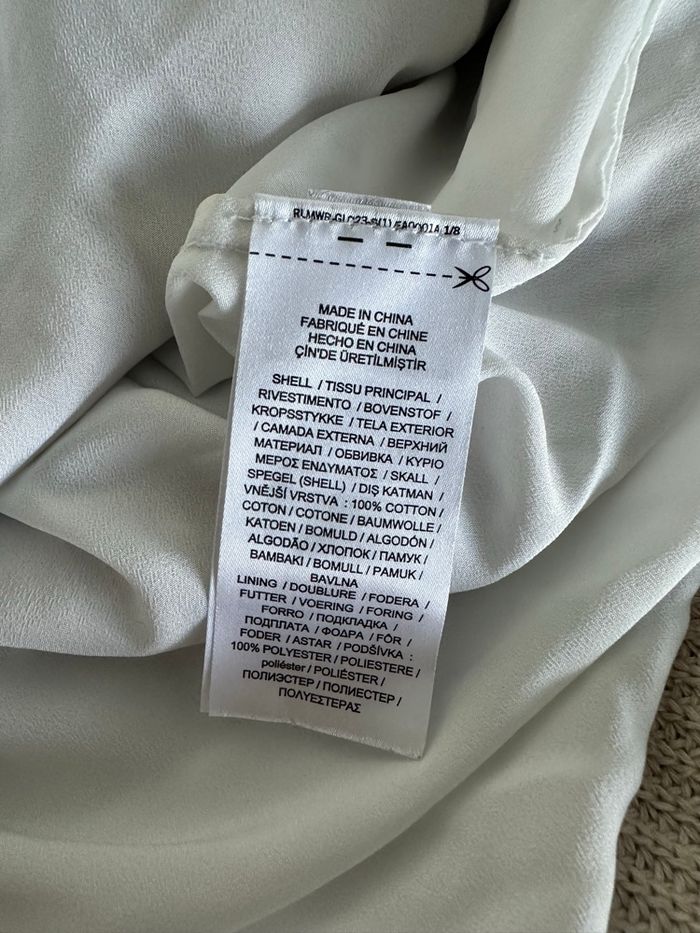 MADE IN CHINA
FABRIQUÉ EN CHINE
HECHO EN CHINA
ÇİN'DE ÜRETİLMİŞTİR
SHELL / TISSU PRINCIPAL /
RIVESTIMENTO / BOVENSTOF /
KROPSSTYKKE / TELA EXTERIOR
/ CAMADA EXTERNA / ВЕРХНИЙ
МАТЕРИАЛ / ОБВИВКА / ΚΥΡΙΟ
ΜΕΡΟΣ ΕΝΔΥΜΑΤΟΣ / SKALL /
SPEGEL (SHELL) / DIŞ KATMAN /
VNĚJŠÍ VRSTVA : 100% COTTON /
COTON / COTONE / BAUMWOLLE /
KATOEN / BOMULD / ALGODÓN /
ALGODÃO / ХЛОПОК / ПАМУК /
ΒΑΜΒΑΚΙ / BOMULL / PAMUK /
BAVLNA
LINING / DOUBLURE / FODERA /
FUTTER / VOERING / FORING /
FORRO / ПОДКЛАДКА /
ПОДПЛАТА / ΦΟΔΡΑ / FÔR /
FODER / ASTAR / PODŠÍVKA :
100% POLYESTER / POLIESTERE /
poliéster / POLIÉSTER /
ПОЛИЭСТЕР / ПОЛИЕСТЕР /
ΠΟΛΥΕΣΤΕΡΑΣ